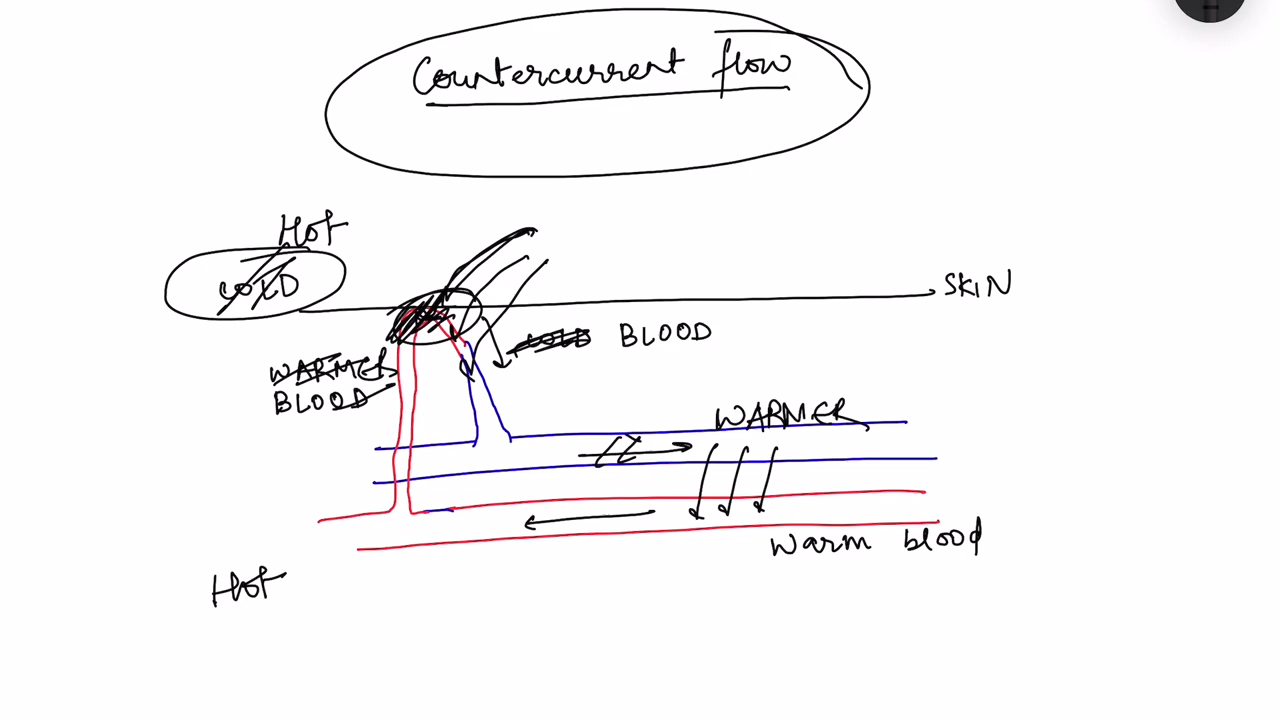 Countercurrent flow
Hot
COLD
SKIN
COLD BLOOD
WARMER
BLOOD
WARMER
Warm blood
Hot